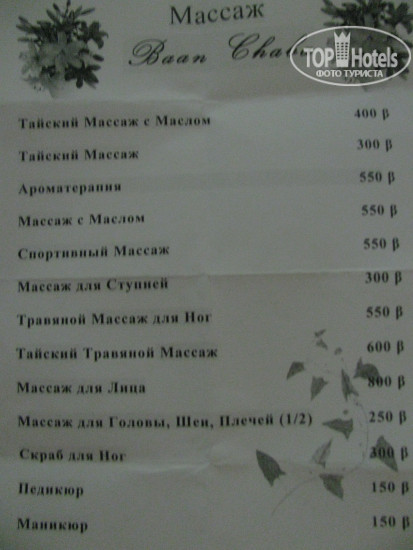 Массаж
Baan
TOP Hotels
ФОТО ТУРИСТА
Тайский Массаж с Маслом 400 β
Тайский Массаж 300 β
Ароматерапия 550 β
Массаж с Маслом 550 β
Спортивный Массаж 550 β
Массаж для Ступней 300 β
Травяной Массаж для Ног 550 β
Тайский Травяной Массаж 600 β
Массаж для Лица 800 β
Массаж для Головы, Шеи, Плечей (1/2) 250 β
Скраб для Ног 300 β
Педикюр 150 β
Маникюр 150 β